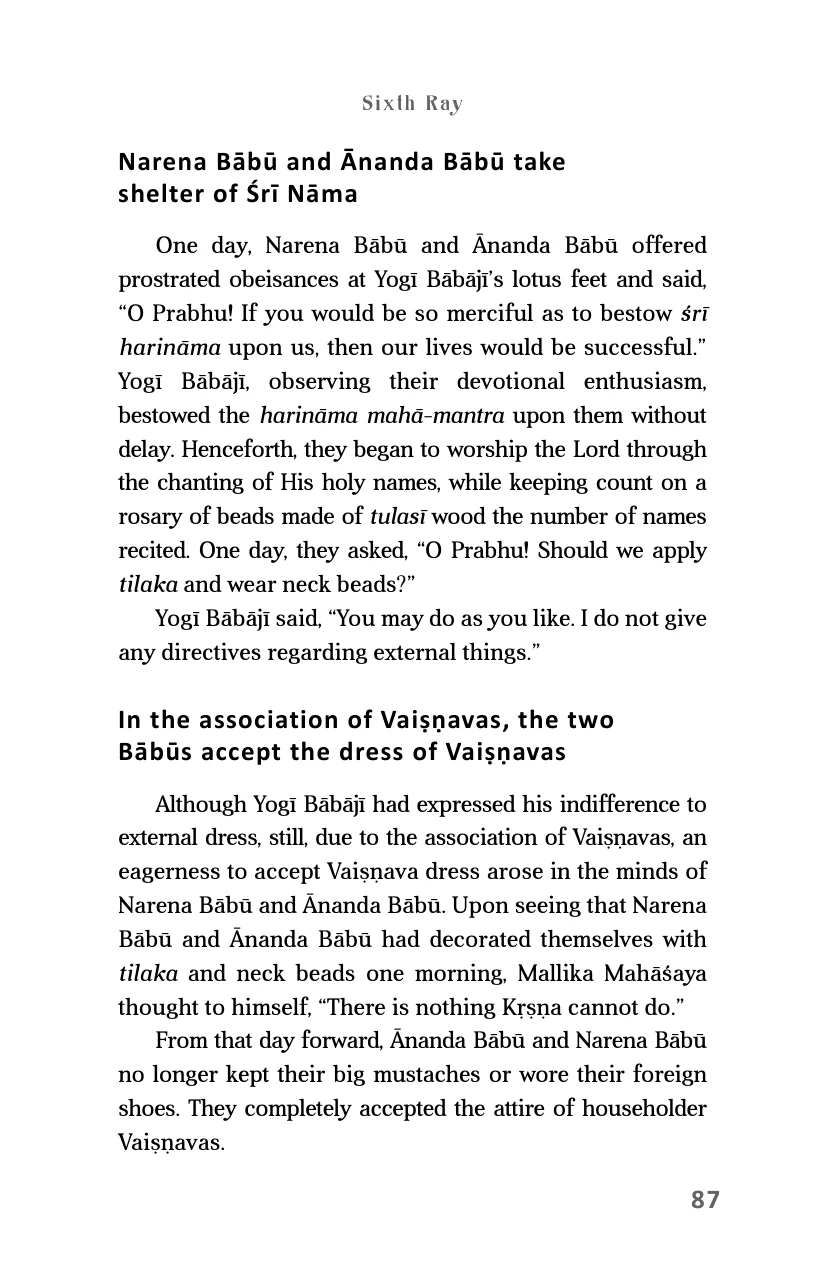 Sixth Ray
Narena Bābū and Ānanda Bābū take
shelter of Śrī Nāma
One day, Narena Bābū and Ānanda Bābū offered
prostrated obeisances at Yogī Bābājī’s lotus feet and said,
“O Prabhu! If you would be so merciful as to bestow śrī
harināma upon us, then our lives would be successful.”
Yogī Bābājī, observing their devotional enthusiasm,
bestowed the harināma mahā-mantra upon them without
delay. Henceforth, they began to worship the Lord through
the chanting of His holy names, while keeping count on a
rosary of beads made of tulasī wood the number of names
recited. One day, they asked, “O Prabhu! Should we apply
tilaka and wear neck beads?”
Yogī Bābājī said, “You may do as you like. I do not give
any directives regarding external things.”
In the association of Vaiṣṇavas, the two
Bābūs accept the dress of Vaiṣṇavas
Although Yogī Bābājī had expressed his indifference to
external dress, still, due to the association of Vaiṣṇavas, an
eagerness to accept Vaiṣṇava dress arose in the minds of
Narena Bābū and Ānanda Bābū. Upon seeing that Narena
Bābū and Ānanda Bābū had decorated themselves with
tilaka and neck beads one morning, Mallika Mahāśaya
thought to himself, “There is nothing Kṛṣṇa cannot do.”
From that day forward, Ānanda Bābū and Narena Bābū
no longer kept their big mustaches or wore their foreign
shoes. They completely accepted the attire of householder
Vaiṣṇavas.
87